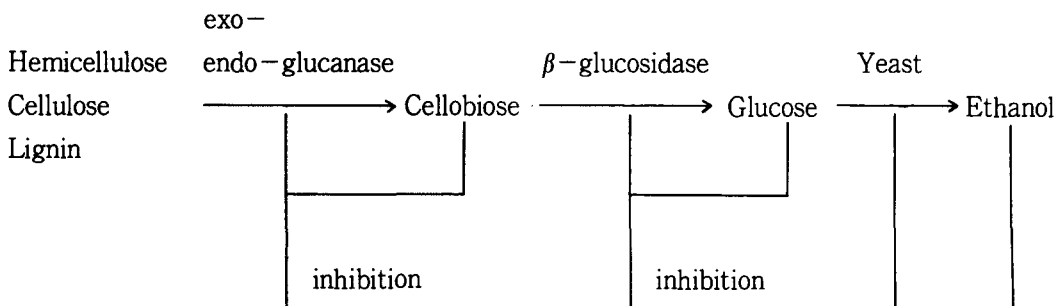 exo-
Hemicellulose endo-glucanase β-glucosidase Yeast
Cellulose Cellobiose Glucose Ethanol
Lignin
inhibition inhibition